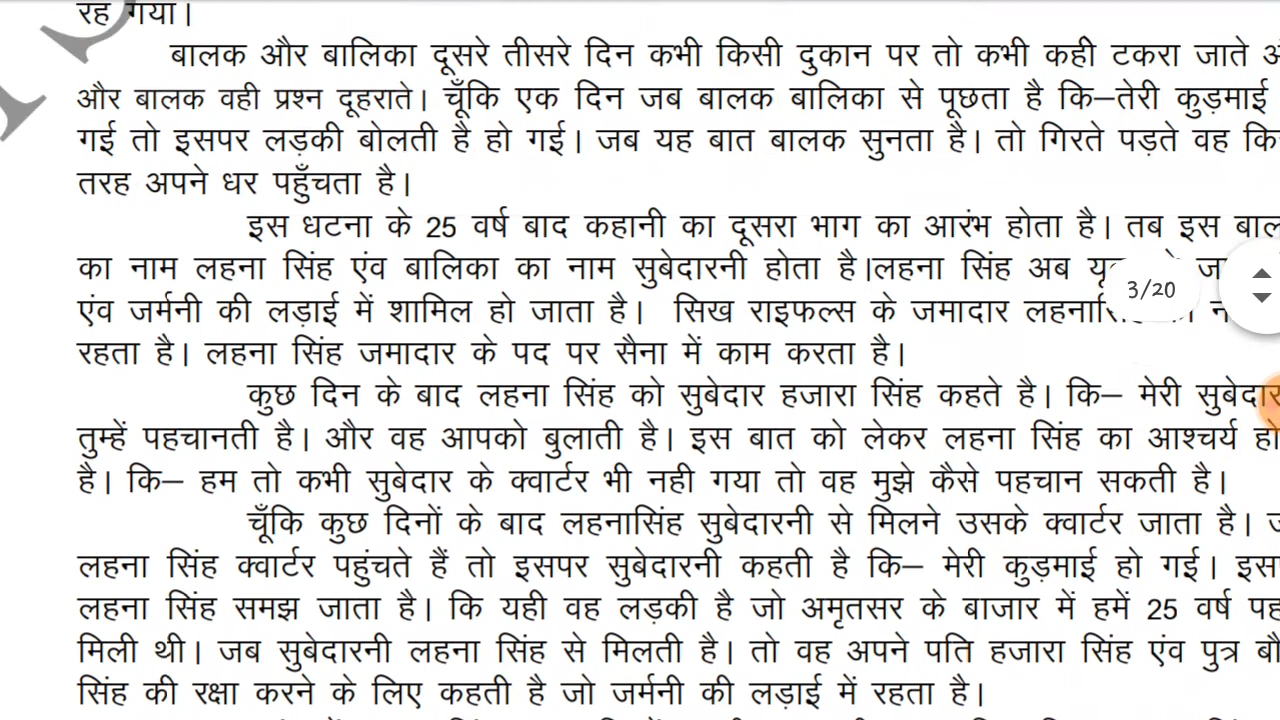 रह गया।
बालक और बालिका दूसरे तीसरे दिन कभी किसी दुकान पर तो कभी कही टकरा जाते
और बालक वही प्रश्न दूहराते। चूँकि एक दिन जब बालक बालिका से पूछता है कि–तेरी कुड़माई
गई तो इसपर लड़की बोलती है हो गई। जब यह बात बालक सुनता है। तो गिरते पड़ते वह
तरह अपने धर पहुँचता है।
इस धटना के 25 वर्ष बाद कहानी का दूसरा भाग का आरंभ होता है। तब इस
का नाम लहना सिंह एंव बालिका का नाम सुबेदारनी होता है।लहना सिंह अब
एंव जर्मनी की लड़ाई में शामिल हो जाता है। सिख राइफल्स के जमादार
3/20
रहता है। लहना सिंह जमादार के पद पर सैना में काम करता है।
कुछ दिन के बाद लहना सिंह को सुबेदार हजारा सिंह कहते है। कि– मेरी
तुम्हें पहचानती है। और वह आपको बुलाती है। इस बात को लेकर लहना सिंह का आश्चर्य
है। कि– हम तो कभी सुबेदार के क्वार्टर भी नही गया तो वह मुझे कैसे पहचान सकती है।
चूँकि कुछ दिनों के बाद लहनासिंह सुबेदारनी से मिलने उसके क्वार्टर जाता है।
लहना सिंह क्वार्टर पहुंचते हैं तो इसपर सुबेदारनी कहती है कि– मेरी कुड़माई हो गई।
लहना सिंह समझ जाता है। कि यही वह लड़की है जो अमृतसर के बाजार में हमें 25 वर्ष
मिली थी। जब सुबेदारनी लहना सिंह से मिलती है। तो वह अपने पति हजारा सिंह एंव पुत्र
सिंह की रक्षा करने के लिए कहती है जो जर्मनी की लड़ाई में रहता है।